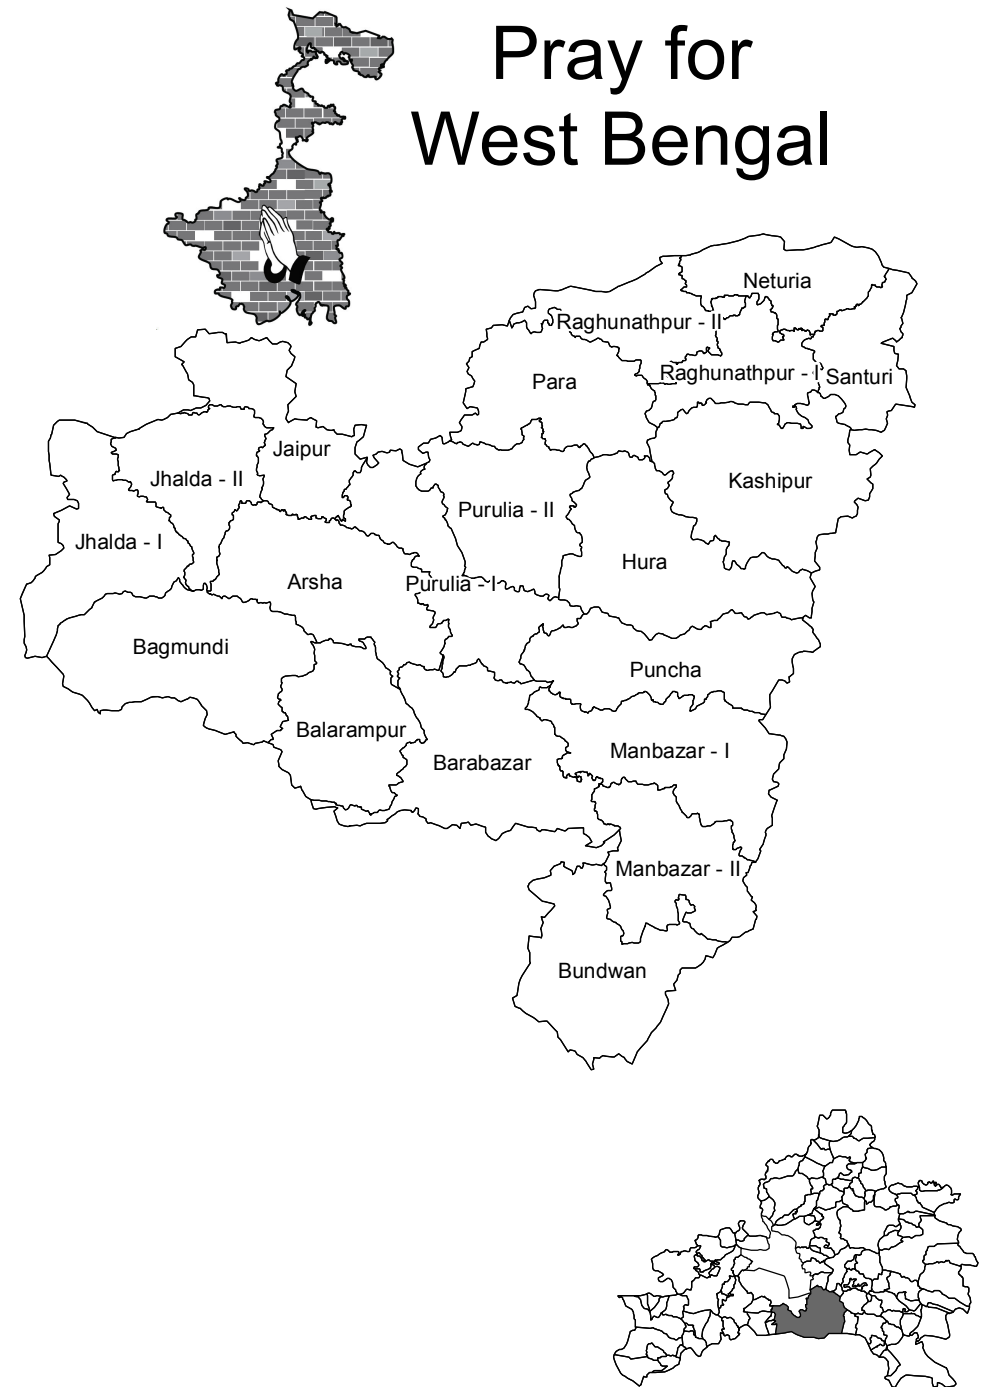 Pray for
West Bengal
Neturia
Raghunathpur - II
Raghunathpur - I
Santuri
Para
Jaipur
Jhalda - II
Kashipur
Purulia - II
Jhalda - I
Hura
Arsha
Purulia - I
Bagmundi
Puncha
Balarampur
Manbazar - I
Barabazar
Manbazar - II
Bundwan